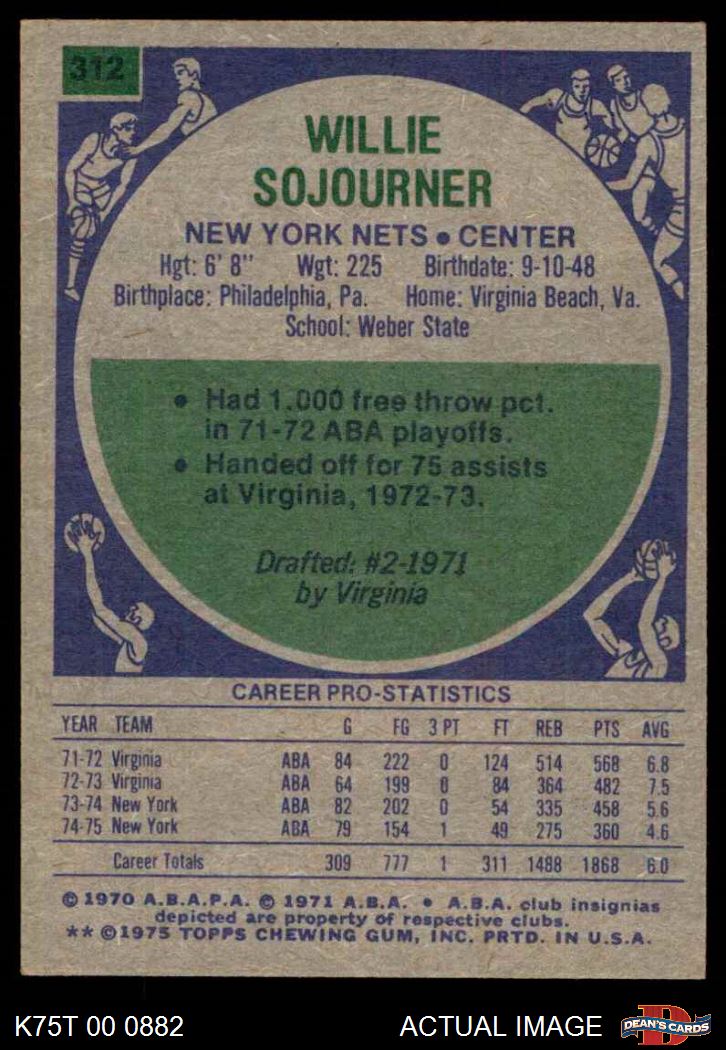 312
WILLIE
SOJOURNER
NEW YORK NETS • CENTER
Hgt: 6' 8" Wgt: 225 Birthdate: 9-10-48
Birthplace: Philadelphia, Pa. Home: Virginia Beach, Va.
School: Weber State
• Had 1.000 free throw pct.
in 71-72 ABA playoffs.
• Handed off for 75 assists
at Virginia, 1972-73.
Drafted: #2-1971
by Virginia
CAREER PRO-STATISTICS
YEAR TEAM G FG 3 PT FT REB PTS AVG
71-72 Virginia ABA 84 222 0 124 514 568 6.8
72-73 Virginia ABA 64 199 0 84 364 482 7.5
73-74 New York ABA 82 202 0 54 335 458 5.6
74-75 New York ABA 79 154 1 49 275 360 4.6
Career Totals 309 777 1 311 1488 1868 6.0
© 1970 A.B.A.P.A. © 1971 A.B.A. • A.B.A. club insignias
depicted are property of respective clubs.
** ©1975 TOPPS CHEWING GUM, INC. PRTD. IN U.S.A.
K75T 00 0882 ACTUAL IMAGE
D
DEAN'S CARDS